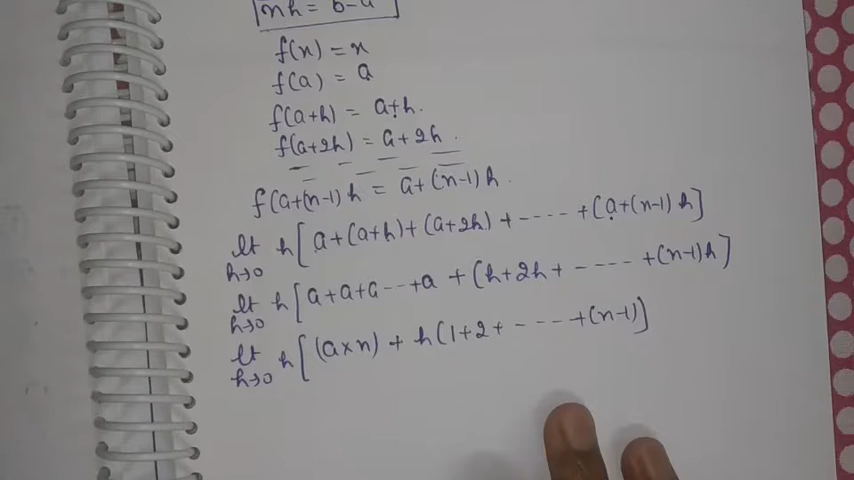 nh = b-a
f(x) = x
f(a) = a
f(a+h) = a+h.
f(a+2h) = a+2h.
f(a+(n-1)h = a+(n-1)h.
lt h→0 h[a+(a+h)+(a+2h)+----+(a+(n-1)h]
lt h→0 h[a+a+a---+a+(h+2h+----+(n-1)h]
lt h→0 h[(a×n)+h(1+2+----+(n-1)]